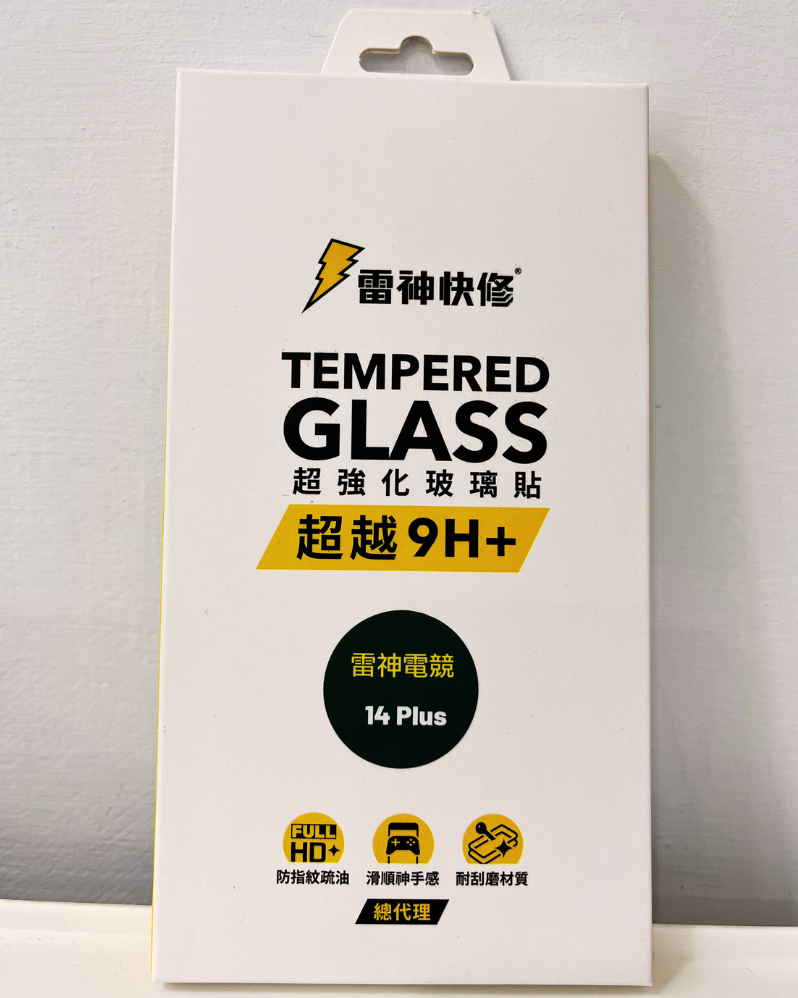 雷神快修®
TEMPERED
GLASS
超強化玻璃貼
超越9H+
雷神電競
14 Plus
FULL
HD+
防指紋疏油 滑順神手感 耐刮磨材質
總代理